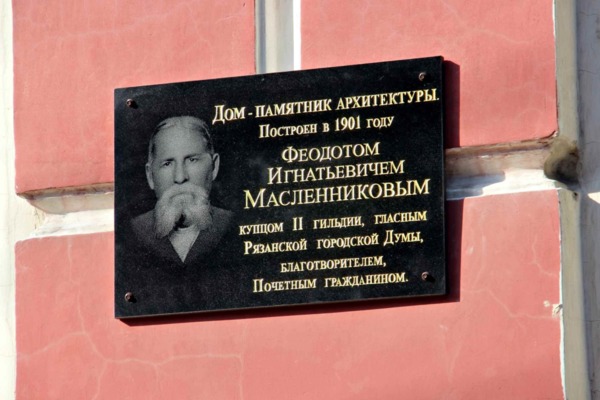 Дом - памятник архитектуры.
Построен в 1901 году
Феодотом
Игнатьевичем
Масленниковым
купцом II гильдии, гласным
Рязанской городской Думы,
благотворителем,
Почетным гражданином.